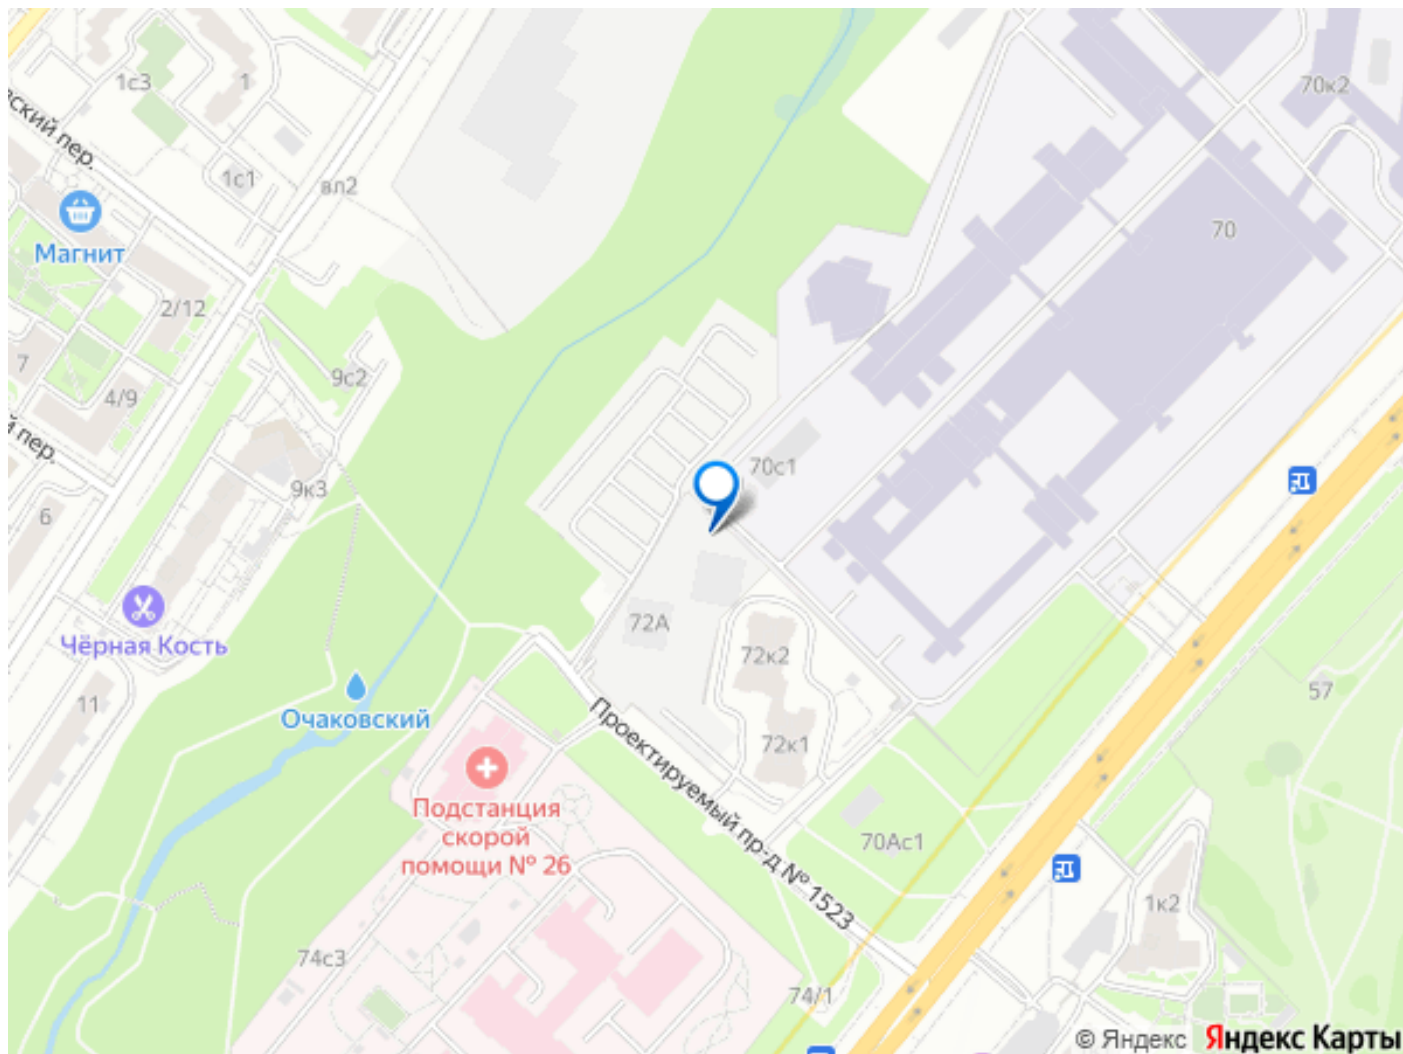 1с3
1
ский пер.
1с1
вл2
Магнит
2/12
7
4/9
9с2
й пер.
9к3
6
70к2
70
70с1
Чёрная Кость
72А
72к2
57
11
Очаковский
72к1
Проектируемый пр-д № 1523
Подстанция
скорой
помощи № 26
70Ас1
1к2
74с3
74/1
© Яндекс Яндекс Карты